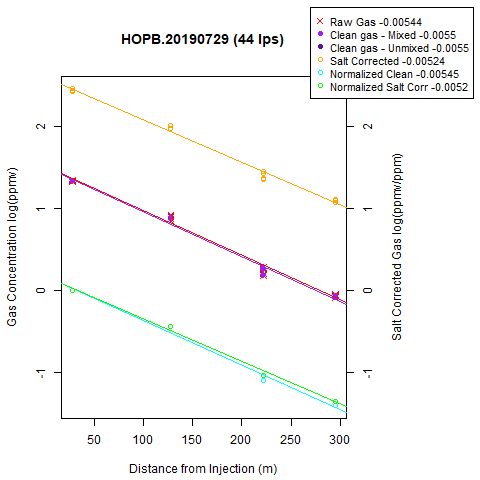 HOPB.20190729 (44 lps)
Raw Gas -0.00544
Clean gas - Mixed -0.0055
Clean gas - Unmixed -0.0055
Salt Corrected -0.00524
Normalized Clean -0.00545
Normalized Salt Corr -0.0052
Gas Concentration log(ppmv)
2
1
0
-1
2
1
0
-1
Salt Corrected Gas log(ppmv/ppm)
50 100 150 200 250 300
Distance from Injection (m)